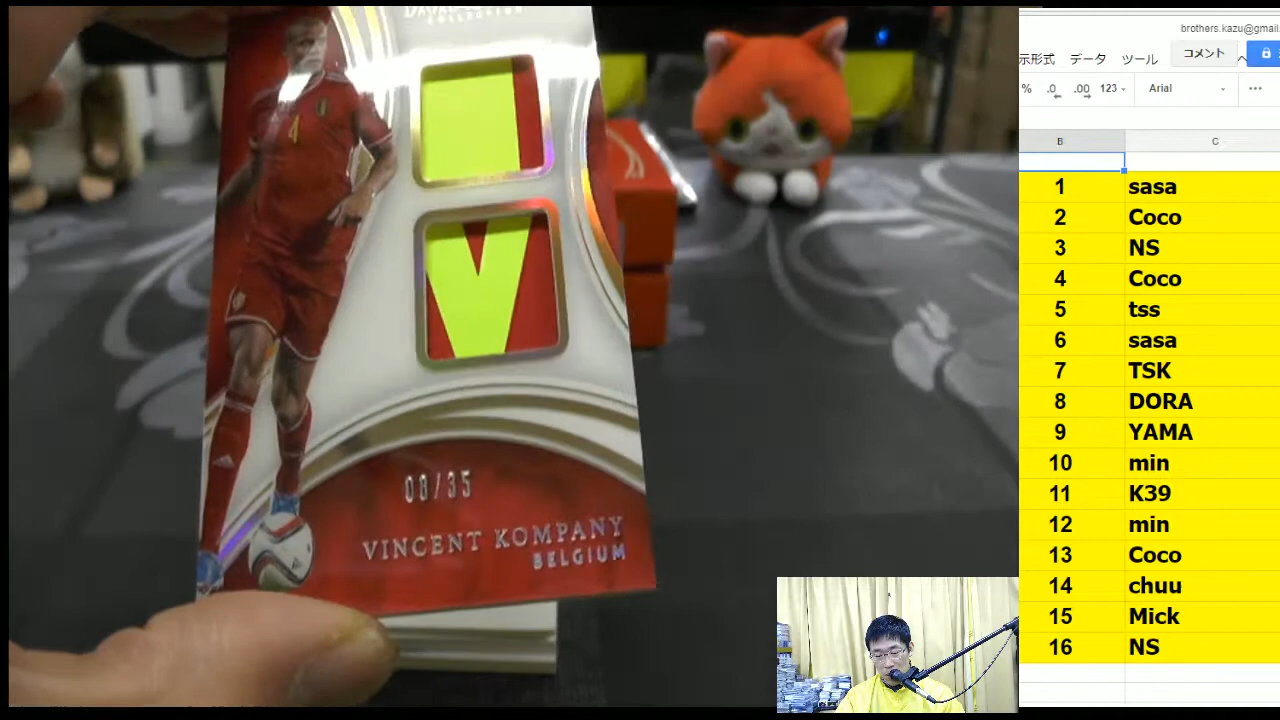 COLLECTION
08/35
VINCENT KOMPANY
BELGIUM
4
brothers.kazu@gmail.
示形式 データ ツール コメント
% .0 .00 123 Arial
B C
1 sasa
2 Coco
3 NS
4 Coco
5 tss
6 sasa
7 TSK
8 DORA
9 YAMA
10 min
11 K39
12 min
13 Coco
14 chuu
15 Mick
16 NS